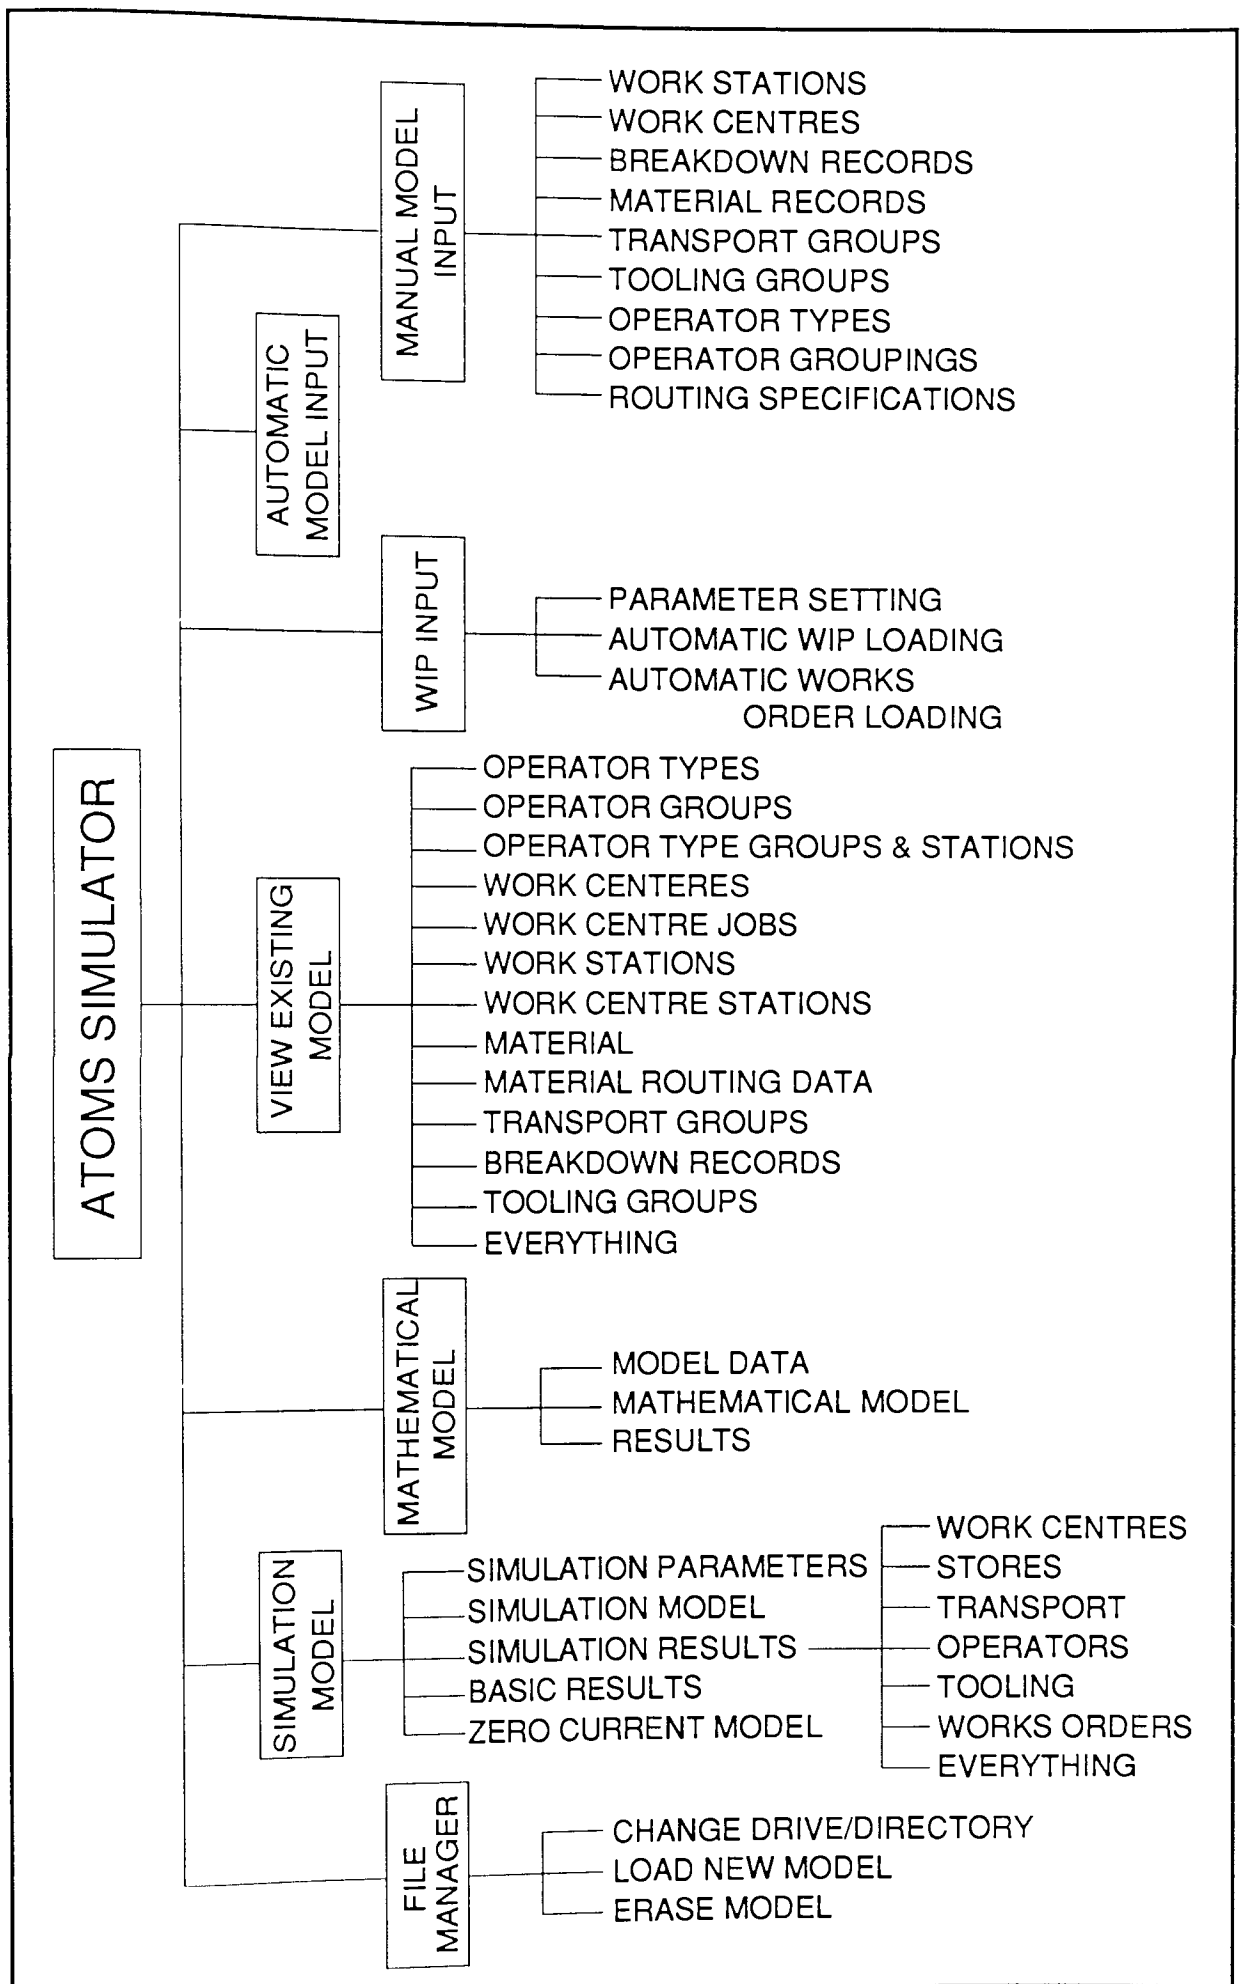 ATOMS SIMULATOR
MANUAL MODEL
INPUT
WORK STATIONS
WORK CENTRES
BREAKDOWN RECORDS
MATERIAL RECORDS
TRANSPORT GROUPS
TOOLING GROUPS
OPERATOR TYPES
OPERATOR GROUPINGS
ROUTING SPECIFICATIONS
AUTOMATIC
MODEL INPUT
WIP INPUT
PARAMETER SETTING
AUTOMATIC WIP LOADING
AUTOMATIC WORKS
ORDER LOADING
VIEW EXISTING
MODEL
OPERATOR TYPES
OPERATOR GROUPS
OPERATOR TYPE GROUPS & STATIONS
WORK CENTERES
WORK CENTRE JOBS
WORK STATIONS
WORK CENTRE STATIONS
MATERIAL
MATERIAL ROUTING DATA
TRANSPORT GROUPS
BREAKDOWN RECORDS
TOOLING GROUPS
EVERYTHING
MATHEMATICAL
MODEL
MODEL DATA
MATHEMATICAL MODEL
RESULTS
SIMULATION
MODEL
SIMULATION PARAMETERS
SIMULATION MODEL
SIMULATION RESULTS
BASIC RESULTS
ZERO CURRENT MODEL
WORK CENTRES
STORES
TRANSPORT
OPERATORS
TOOLING
WORKS ORDERS
EVERYTHING
FILE
MANAGER
CHANGE DRIVE/DIRECTORY
LOAD NEW MODEL
ERASE MODEL